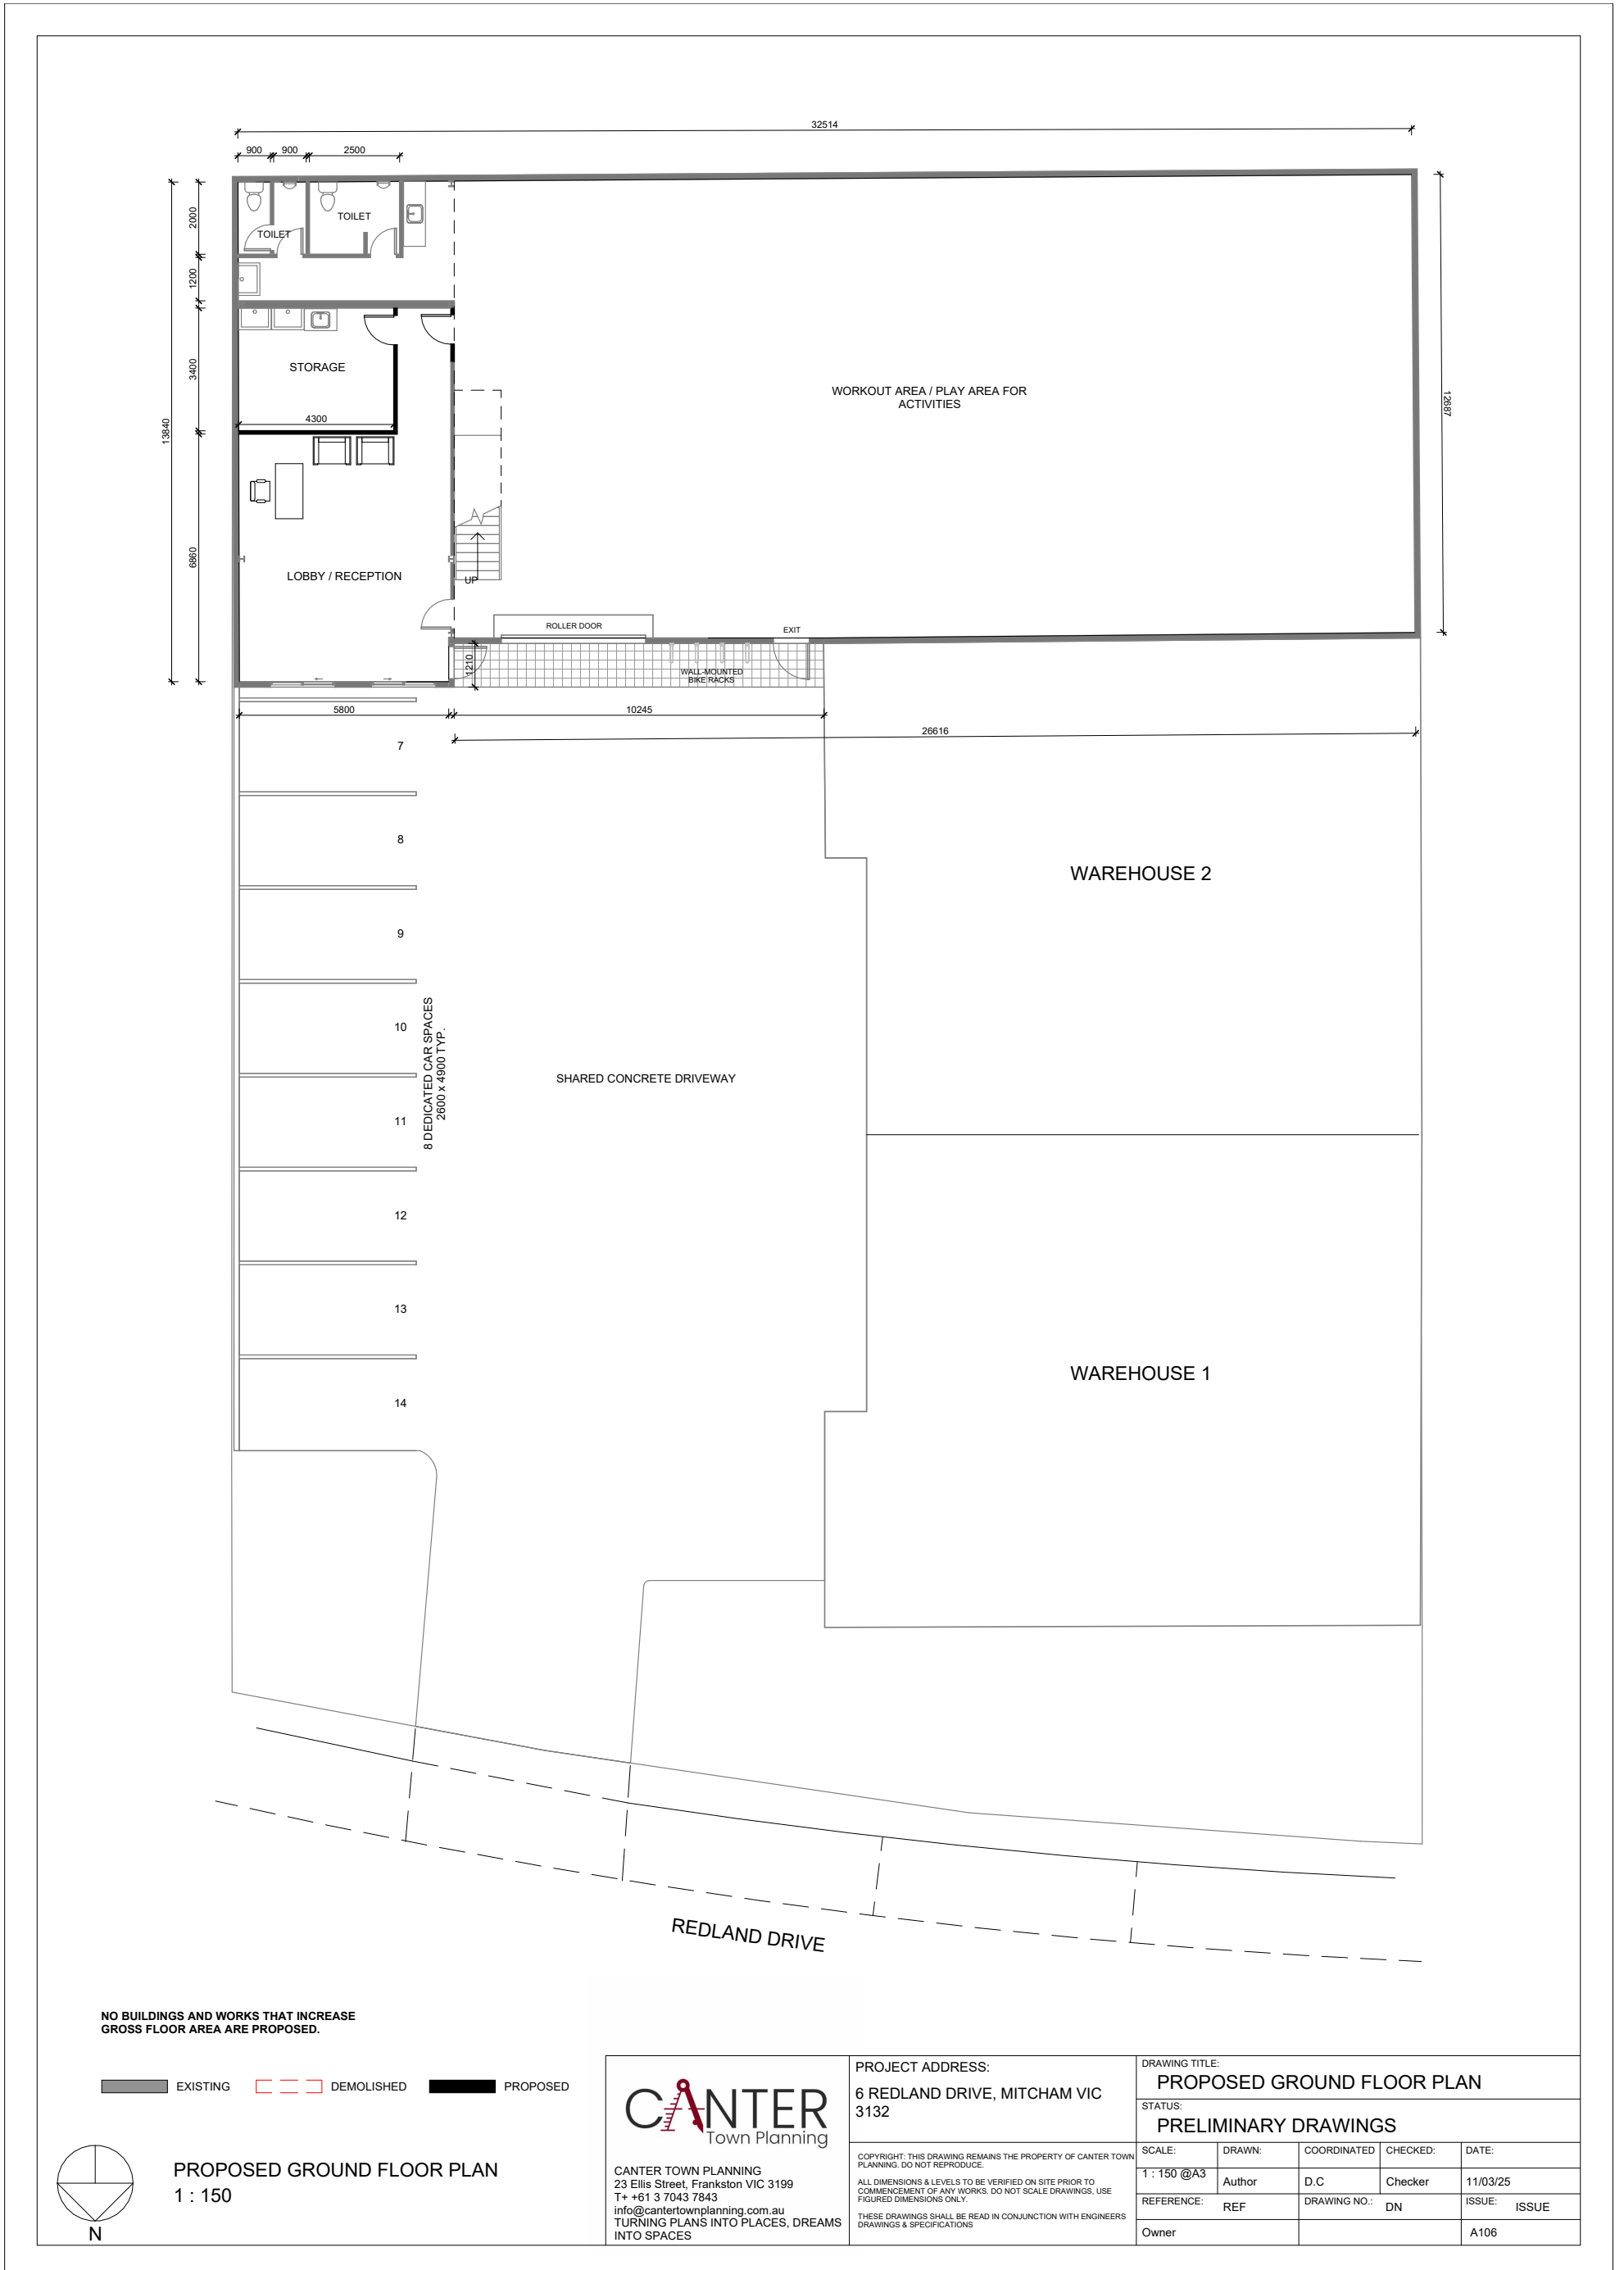 32514
900
900
2500
2000
1200
3400
6860
13840
12687
TOILET
TOILET
STORAGE
4300
WORKOUT AREA / PLAY AREA FOR
ACTIVITIES
LOBBY / RECEPTION
UP
ROLLER DOOR
EXIT
1210
WALL-MOUNTED
BIKE RACKS
5800
10245
26616
7
8
9
10
11
12
13
14
8 DEDICATED CAR SPACES
2600 x 4900 TYP.
SHARED CONCRETE DRIVEWAY
WAREHOUSE 2
WAREHOUSE 1
REDLAND DRIVE
NO BUILDINGS AND WORKS THAT INCREASE
GROSS FLOOR AREA ARE PROPOSED.
EXISTING
DEMOLISHED
PROPOSED
N
PROPOSED GROUND FLOOR PLAN
1 : 150
CANTER
Town Planning
CANTER TOWN PLANNING
23 Ellis Street, Frankston VIC 3199
T+ +61 3 7043 7843
info@cantertownplanning.com.au
TURNING PLANS INTO PLACES, DREAMS
INTO SPACES
PROJECT ADDRESS:
6 REDLAND DRIVE, MITCHAM VIC
3132
COPYRIGHT: THIS DRAWING REMAINS THE PROPERTY OF CANTER TOWN
PLANNING. DO NOT REPRODUCE.
ALL DIMENSIONS & LEVELS TO BE VERIFIED ON SITE PRIOR TO
COMMENCEMENT OF ANY WORKS. DO NOT SCALE DRAWINGS, USE
FIGURED DIMENSIONS ONLY.
THESE DRAWINGS SHALL BE READ IN CONJUNCTION WITH ENGINEERS
DRAWINGS & SPECIFICATIONS
DRAWING TITLE:
PROPOSED GROUND FLOOR PLAN
STATUS:
PRELIMINARY DRAWINGS
SCALE:
1 : 150 @A3
DRAWN:
Author
COORDINATED
D.C
CHECKED:
Checker
DATE:
11/03/25
REFERENCE:
REF
DRAWING NO.:
DN
ISSUE:
ISSUE
Owner
A106